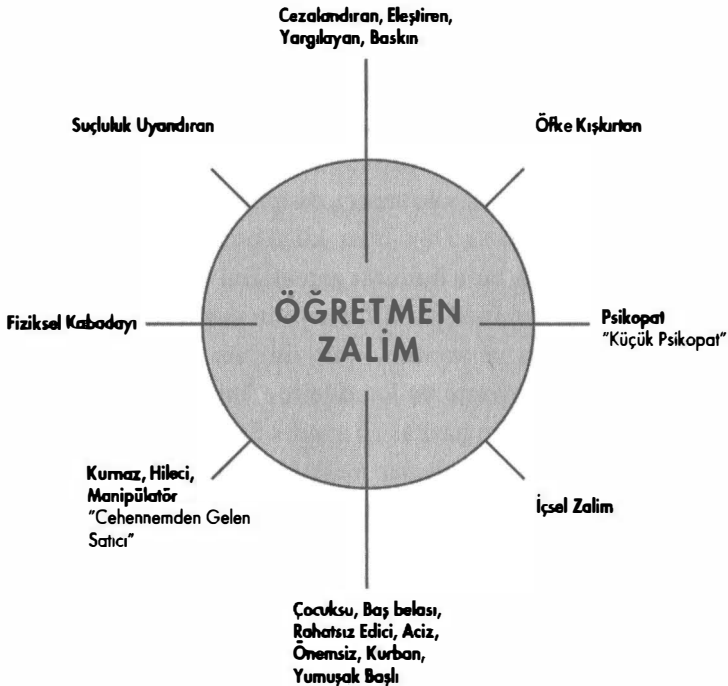 Cezalandıran, Eleştiren,
Yargılayan, Baskın
Suçluluk Uyandıran
Öfke Kışkırtan
Fiziksel Kabadayı
ÖĞRETMEN
ZALİM
Psikopat
"Küçük Psikopat"
Kurnaz, Hileci,
Manipülatör
"Cehennemden Gelen
Satıcı"
İçsel Zalim
Çocuksu, Baş belası,
Rahatsız Edici, Aciz,
Önemsiz, Kurban,
Yumuşak Başlı